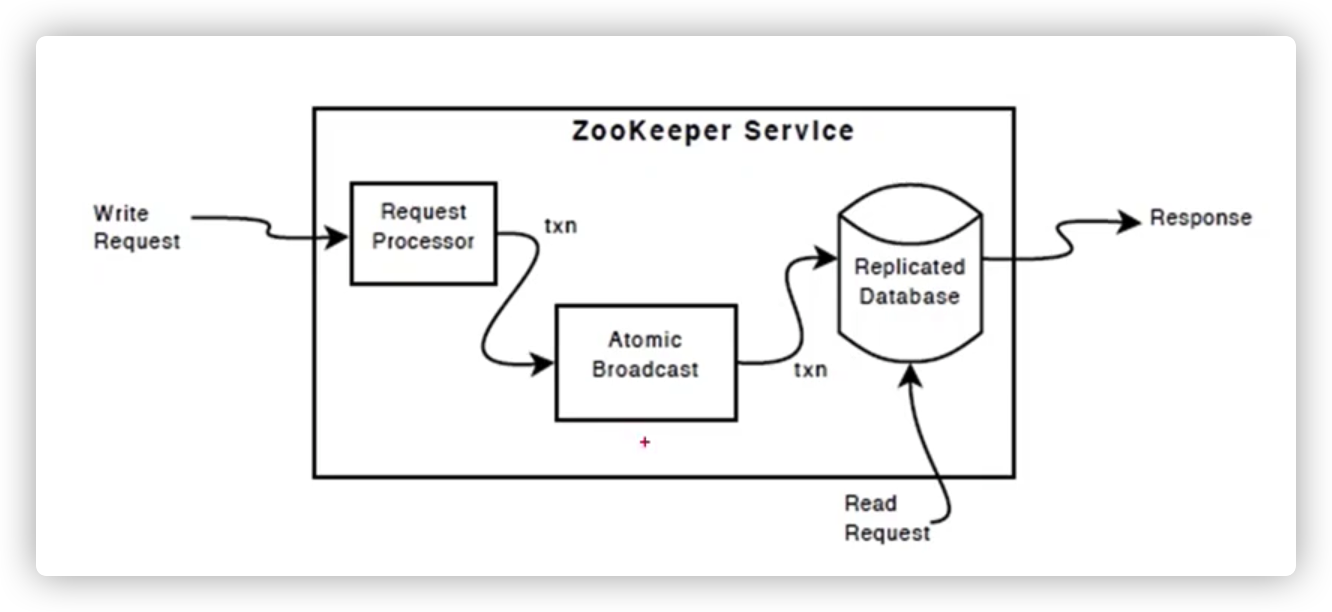 ZooKeeper Service
Write
Request
Request
Processor
txn
Atomic
Broadcast
txn
Replicated
Database
Response
Read
Request